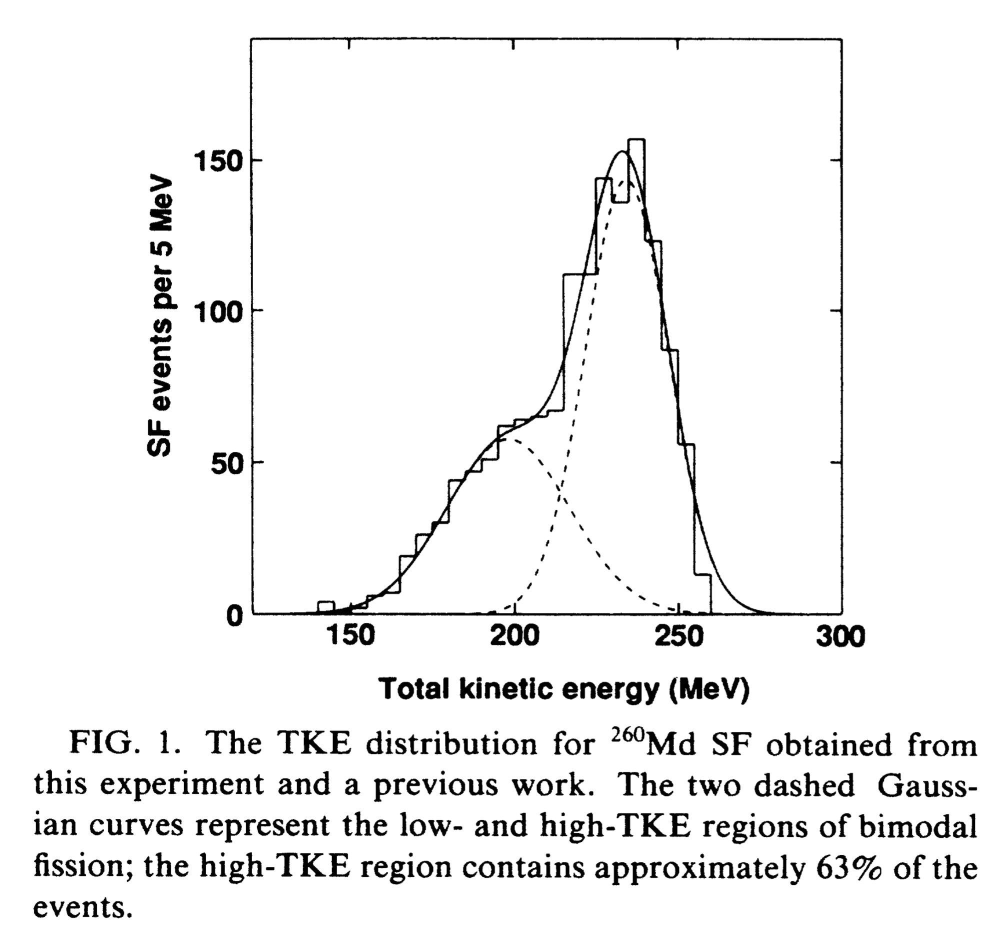 150
100
50
0
SF events per 5 MeV
150 200 250 300
Total kinetic energy (MeV)
FIG. 1. The TKE distribution for ²⁶⁰Md SF obtained from
this experiment and a previous work. The two dashed Gauss-
ian curves represent the low- and high-TKE regions of bimodal
fission; the high-TKE region contains approximately 63% of the
events.